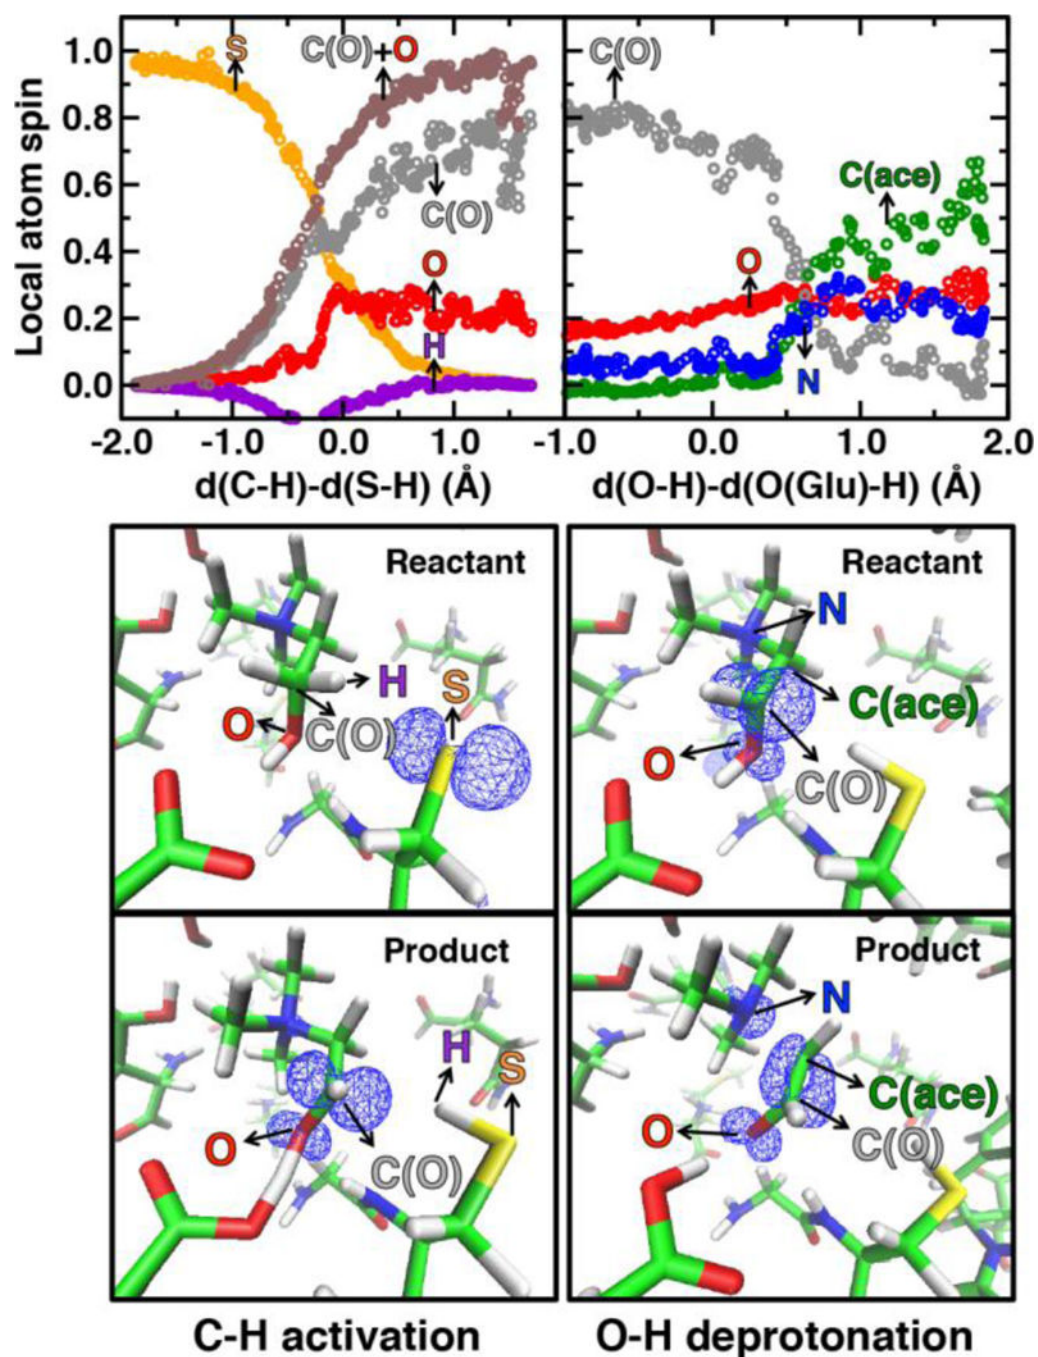 Local atom spin
1.0
0.8
0.6
0.4
0.2
0.0
S
C(O)+O
C(O)
O
H
-2.0 -1.0 0.0 1.0
d(C-H)-d(S-H) (Å)
C(O)
C(ace)
O
N
-1.0 0.0 1.0 2.0
d(O-H)-d(O(Glu)-H) (Å)
Reactant
H
S
O
C(O)
Reactant
N
C(ace)
O
C(O)
Product
H
S
O
C(O)
Product
N
C(ace)
O
C(O)
C-H activation
O-H deprotonation